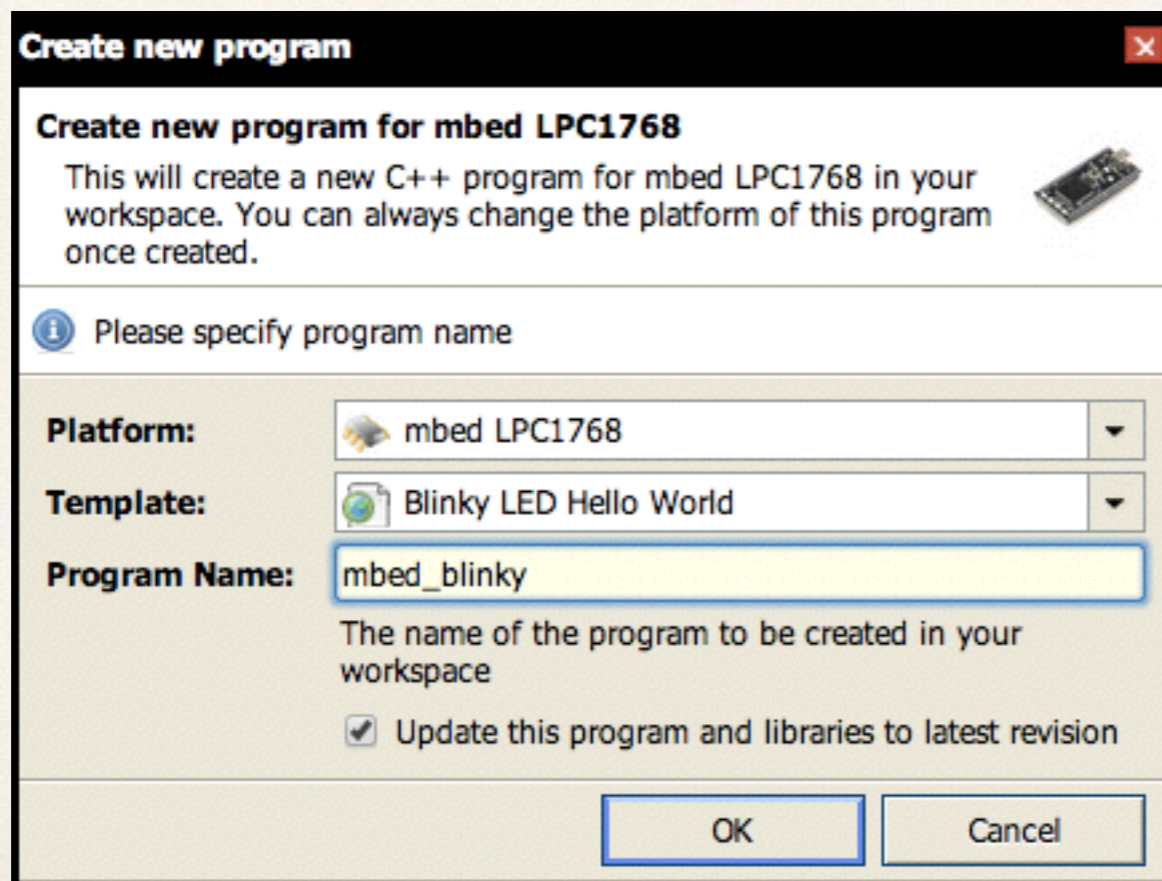 Create new program
Create new program for mbed LPC1768
This will create a new C++ program for mbed LPC1768 in your
workspace. You can always change the platform of this program
once created.
Please specify program name
Platform: mbed LPC1768
Template: Blinky LED Hello World
Program Name: mbed_blinky
The name of the program to be created in your
workspace
Update this program and libraries to latest revision
OK Cancel